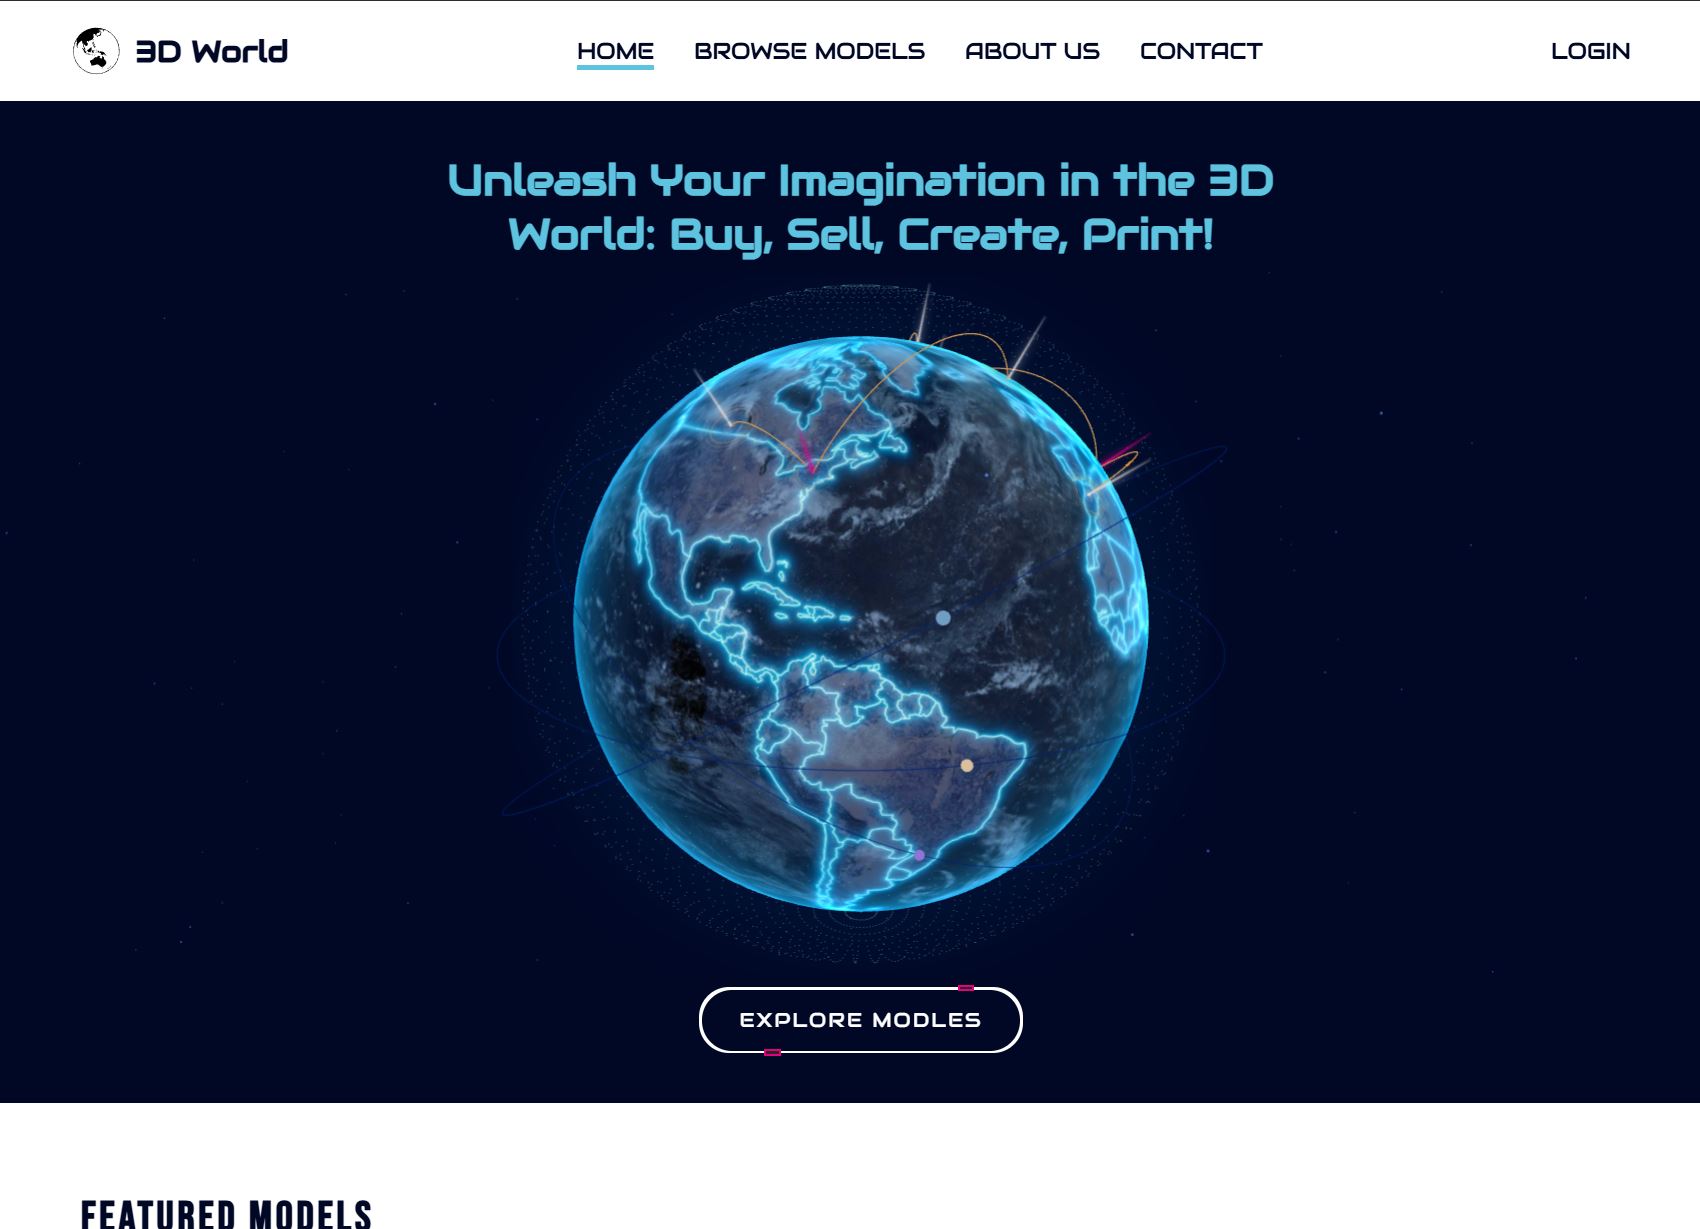 3D World
HOME BROWSE MODELS ABOUT US CONTACT LOGIN
Unleash Your Imagination in the 3D
World: Buy, Sell, Create, Print!
EXPLORE MODLES
FEATURED MODELS